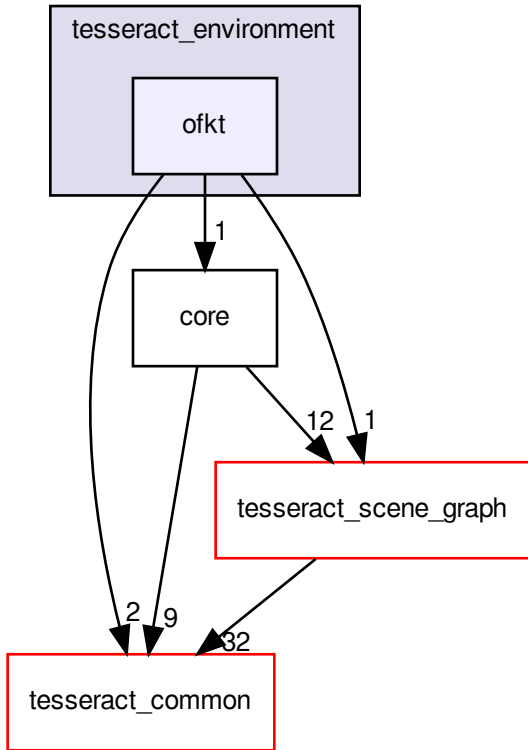 tesseract_environment
ofkt
1
core
12
1
tesseract_scene_graph
2
9
32
tesseract_common